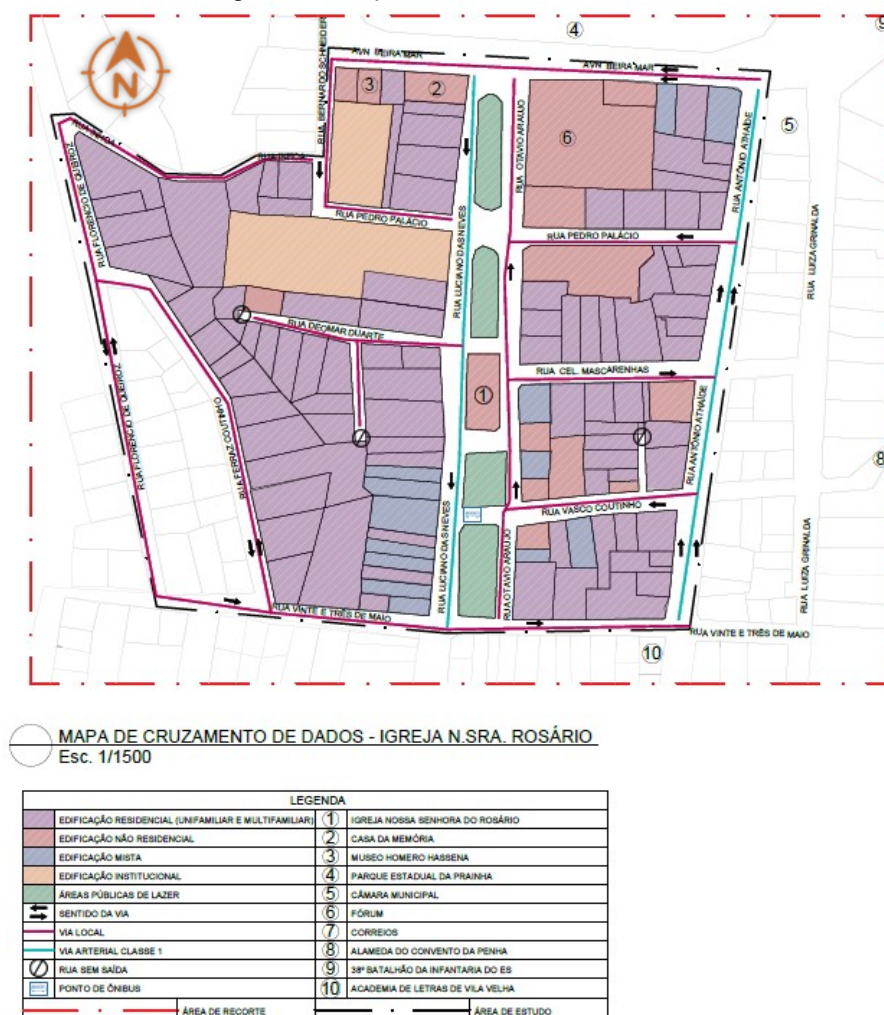 AVN BEIRA MAR
AVN BEIRA MAR
4
9
N
RUA BERNARDO SCHNEIDER
3
2
6
5
RUA OTAVIO ARAUJO
RUA ANTÔNIO ATHAÍDE
RUA FLORENCIO DE QUEIROZ
RUA PEDRO PALÁCIO
RUA LUCIANO DAS NEVES
RUA PEDRO PALÁCIO
RUA LUIZA GRINALDA
RUA DEOMAR DUARTE
RUA CEL. MASCARENHAS
1
RUA FLORENCIO DE QUEIROZ
RUA FERRAZ COUTINHO
RUA ANTÔNIO ATHAÍDE
8
RUA VASCO COUTINHO
RUA LUCIANO DAS NEVES
RUA OTAVIO ARAUJO
RUA LUIZA GRINALDA
RUA VINTE E TRÊS DE MAIO
RUA VINTE E TRÊS DE MAIO
10
MAPA DE CRUZAMENTO DE DADOS - IGREJA N.SRA. ROSÁRIO
Esc. 1/1500
LEGENDA
EDIFICAÇÃO RESIDENCIAL (UNIFAMILIAR E MULTIFAMILIAR) 1 IGREJA NOSSA SENHORA DO ROSÁRIO
EDIFICAÇÃO NÃO RESIDENCIAL 2 CASA DA MEMÓRIA
EDIFICAÇÃO MISTA 3 MUSEO HOMERO HASSENA
EDIFICAÇÃO INSTITUCIONAL 4 PARQUE ESTADUAL DA PRAINHA
ÁREAS PÚBLICAS DE LAZER 5 CÂMARA MUNICIPAL
SENTIDO DA VIA 6 FÓRUM
VIA LOCAL 7 CORREIOS
VIA ARTERIAL CLASSE 1 8 ALAMEDA DO CONVENTO DA PENHA
RUA SEM SAÍDA 9 38º BATALHÃO DA INFANTARIA DO ES
PONTO DE ÔNIBUS 10 ACADEMIA DE LETRAS DE VILA VELHA
ÁREA DE RECORTE ÁREA DE ESTUDO